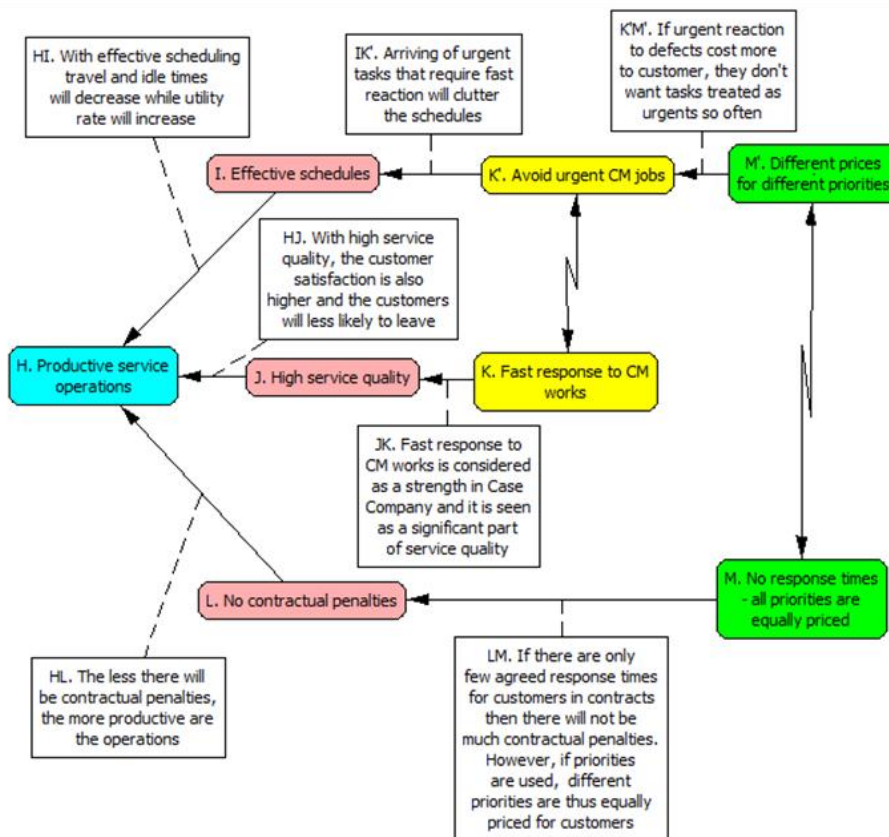 HI. With effective scheduling
travel and idle times
will decrease while utility
rate will increase
IK'. Arriving of urgent
tasks that require fast
reaction will clutter
the schedules
K'M'. If urgent reaction
to defects cost more
to customer, they don't
want tasks treated as
urgents so often
I. Effective schedules
K'. Avoid urgent CM jobs
M'. Different prices
for different priorities
HJ. With high service
quality, the customer
satisfaction is also
higher and the customers
will less likely to leave
H. Productive service
operations
J. High service quality
K. Fast response to CM
works
JK. Fast response to
CM works is considered
as a strength in Case
Company and it is seen
as a significant part
of service quality
L. No contractual penalties
M. No response times
- all priorities are
equally priced
HL. The less there will
be contractual penalties,
the more productive are
the operations
LM. If there are only
few agreed response times
for customers in contracts
then there will not be
much contractual penalties.
However, if priorities
are used, different
priorities are thus equally
priced for customers